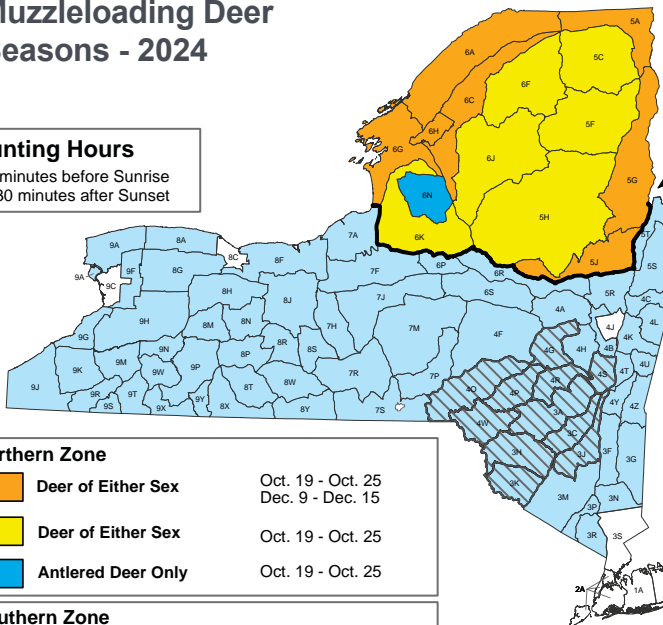 Muzzleloading Deer
Seasons - 2024
unting Hours
minutes before Sunrise
30 minutes after Sunset
5A
6A
5C
6F
6C
5F
6H
6G
6J
5G
6N
5H
6K
7A
5T
8A
9A
8C
8F
6P
5J
5S
9A
9F
8G
7F
6R
9C
8H
7J
6S
5R
4C
8J
4A
9H
8M
8N
7H
7M
4F
4J
4L
9G
8R
4G
4H
4B
4K
9N
8P
8S
9M
9P
9K
9W
7R
7P
4S
4T
4U
9J
8T
8W
4O
4P
4R
9R
9T
9Y
4Y
4Z
9S
9X
8X
8Y
7S
3A
4W
3C
3H
3J
3F
3G
3K
3M
3N
3P
3R
3S
2A
1A
rthern Zone
Deer of Either Sex
Oct. 19 - Oct. 25
Dec. 9 - Dec. 15
Deer of Either Sex
Oct. 19 - Oct. 25
Antlered Deer Only
Oct. 19 - Oct. 25
uthern Zone